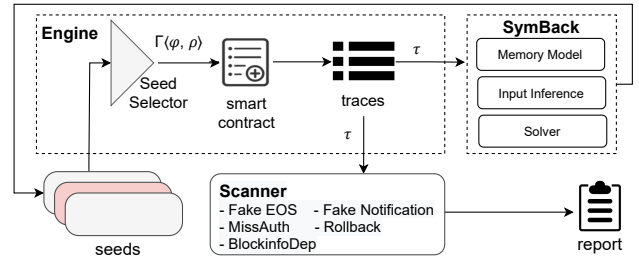 Engine
Γ⟨φ, ρ⟩
Seed
Selector
smart
contract
traces
τ
τ
SymBack
Memory Model
Input Inference
Solver
seeds
Scanner
- Fake EOS - Fake Notification
- MissAuth - Rollback
- BlockinfoDep
report